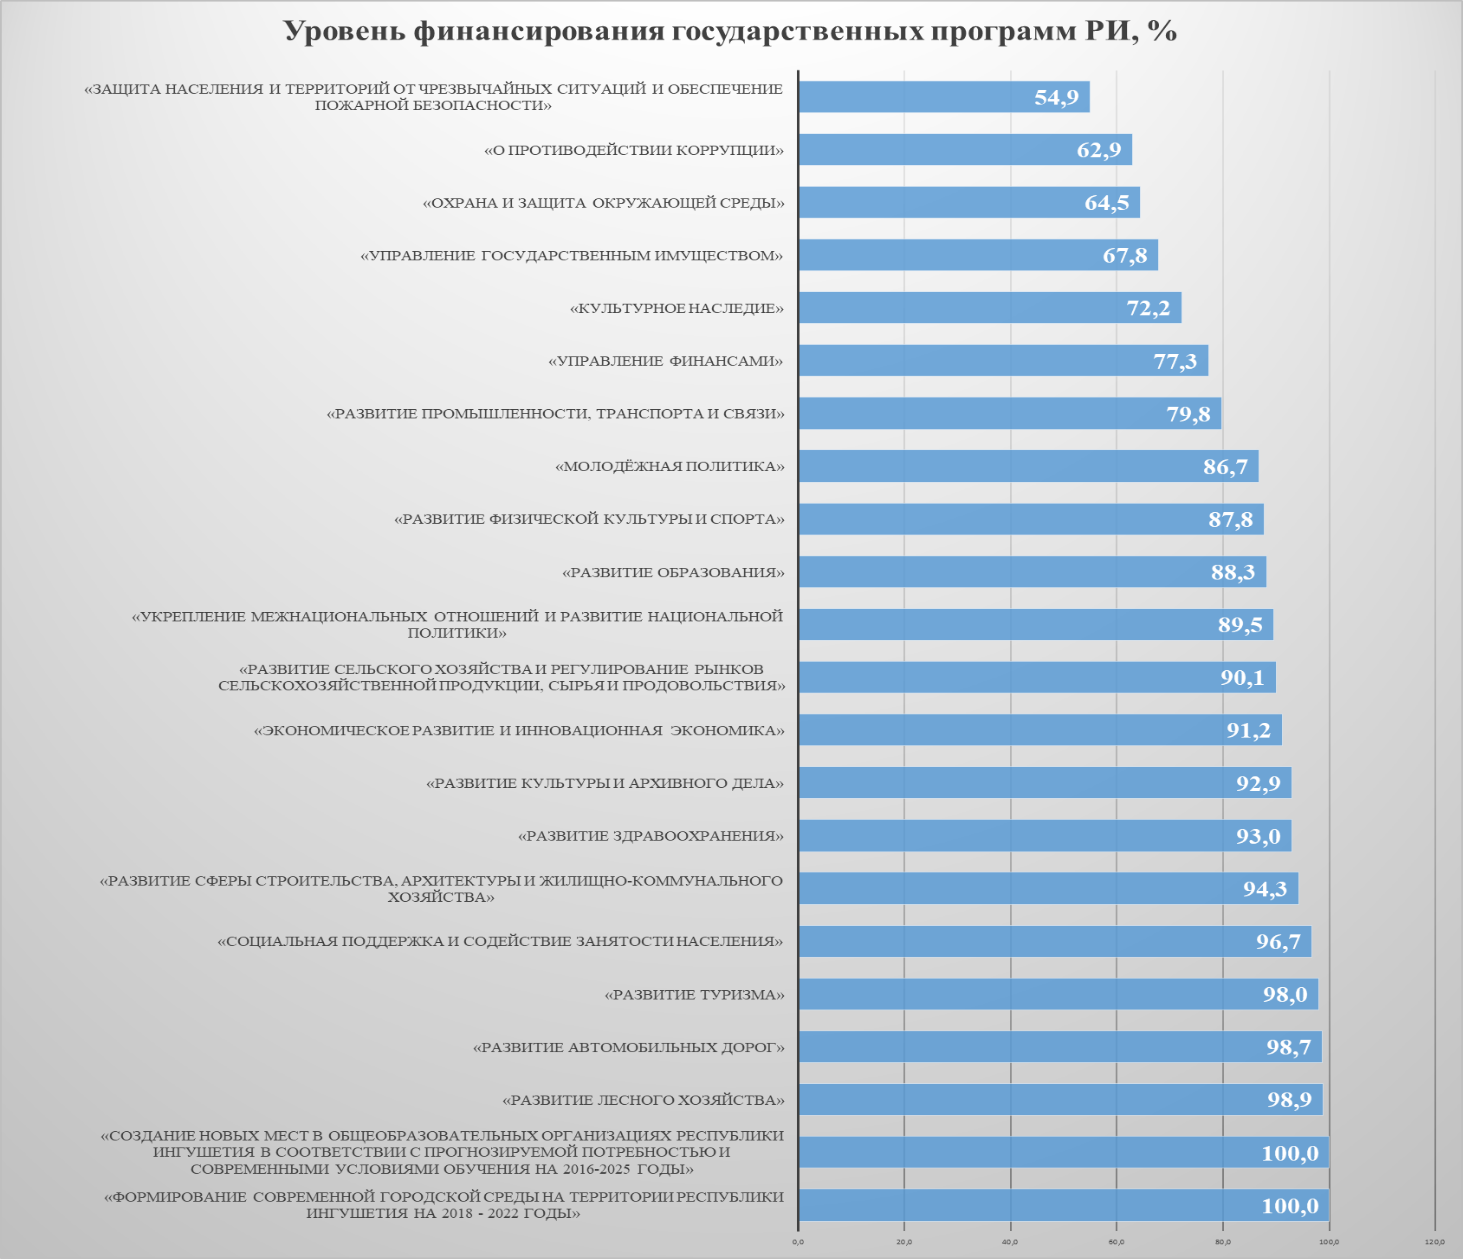 Уровень финансирования государственных программ РИ, %
«ЗАЩИТА НАСЕЛЕНИЯ И ТЕРРИТОРИЙ ОТ ЧРЕЗВЫЧАЙНЫХ СИТУАЦИЙ И ОБЕСПЕЧЕНИЕ
ПОЖАРНОЙ БЕЗОПАСНОСТИ»
54,9
«О ПРОТИВОДЕЙСТВИИ КОРРУПЦИИ»
62,9
«ОХРАНА И ЗАЩИТА ОКРУЖАЮЩЕЙ СРЕДЫ»
64,5
«УПРАВЛЕНИЕ ГОСУДАРСТВЕННЫМ ИМУЩЕСТВОМ»
67,8
«КУЛЬТУРНОЕ НАСЛЕДИЕ»
72,2
«УПРАВЛЕНИЕ ФИНАНСАМИ»
77,3
«РАЗВИТИЕ ПРОМЫШЛЕННОСТИ, ТРАНСПОРТА И СВЯЗИ»
79,8
«МОЛОДЁЖНАЯ ПОЛИТИКА»
86,7
«РАЗВИТИЕ ФИЗИЧЕСКОЙ КУЛЬТУРЫ И СПОРТА»
87,8
«РАЗВИТИЕ ОБРАЗОВАНИЯ»
88,3
«УКРЕПЛЕНИЕ МЕЖНАЦИОНАЛЬНЫХ ОТНОШЕНИЙ И РАЗВИТИЕ НАЦИОНАЛЬНОЙ
ПОЛИТИКИ»
89,5
«РАЗВИТИЕ СЕЛЬСКОГО ХОЗЯЙСТВА И РЕГУЛИРОВАНИЕ РЫНКОВ
СЕЛЬСКОХОЗЯЙСТВЕННОЙ ПРОДУКЦИИ, СЫРЬЯ И ПРОДОВОЛЬСТВИЯ»
90,1
«ЭКОНОМИЧЕСКОЕ РАЗВИТИЕ И ИННОВАЦИОННАЯ ЭКОНОМИКА»
91,2
«РАЗВИТИЕ КУЛЬТУРЫ И АРХИВНОГО ДЕЛА»
92,9
«РАЗВИТИЕ ЗДРАВООХРАНЕНИЯ»
93,0
«РАЗВИТИЕ СФЕРЫ СТРОИТЕЛЬСТВА, АРХИТЕКТУРЫ И ЖИЛИЩНО-КОММУНАЛЬНОГО
ХОЗЯЙСТВА»
94,3
«СОЦИАЛЬНАЯ ПОДДЕРЖКА И СОДЕЙСТВИЕ ЗАНЯТОСТИ НАСЕЛЕНИЯ»
96,7
«РАЗВИТИЕ ТУРИЗМА»
98,0
«РАЗВИТИЕ АВТОМОБИЛЬНЫХ ДОРОГ»
98,7
«РАЗВИТИЕ ЛЕСНОГО ХОЗЯЙСТВА»
98,9
«СОЗДАНИЕ НОВЫХ МЕСТ В ОБЩЕОБРАЗОВАТЕЛЬНЫХ ОРГАНИЗАЦИЯХ РЕСПУБЛИКИ
ИНГУШЕТИЯ В СООТВЕТСТВИИ С ПРОГНОЗИРУЕМОЙ ПОТРЕБНОСТЬЮ И
СОВРЕМЕННЫМИ УСЛОВИЯМИ ОБУЧЕНИЯ НА 2016-2025 ГОДЫ»
100,0
«ФОРМИРОВАНИЕ СОВРЕМЕННОЙ ГОРОДСКОЙ СРЕДЫ НА ТЕРРИТОРИИ РЕСПУБЛИКИ
ИНГУШЕТИЯ НА 2018 - 2022 ГОДЫ»
100,0
0,0 20,0 40,0 60,0 80,0 100,0 120,0